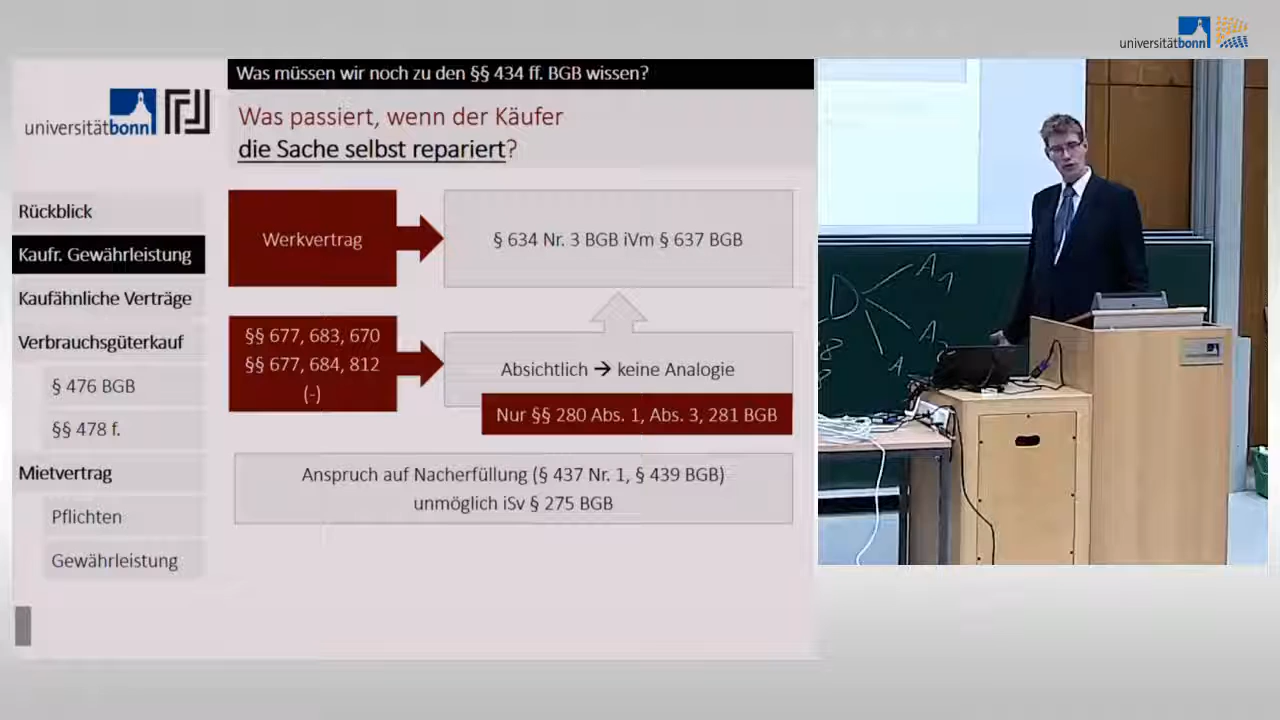 universitätbonn
Was müssen wir noch zu den §§ 434 ff. BGB wissen?
universitätbonn
Was passiert, wenn der Käufer
die Sache selbst repariert?
Rückblick
Kaufr. Gewährleistung
Kaufähnliche Verträge
Verbrauchsgüterkauf
§ 476 BGB
§§ 478 f.
Mietvertrag
Pflichten
Gewährleistung
Werkvertrag
§ 634 Nr. 3 BGB iVm § 637 BGB
§§ 677, 683, 670
§§ 677, 684, 812
(-)
Absichtlich → keine Analogie
Nur §§ 280 Abs. 1, Abs. 3, 281 BGB
Anspruch auf Nacherfüllung (§ 437 Nr. 1, § 439 BGB)
unmöglich iSv § 275 BGB
D
A1
A2
A